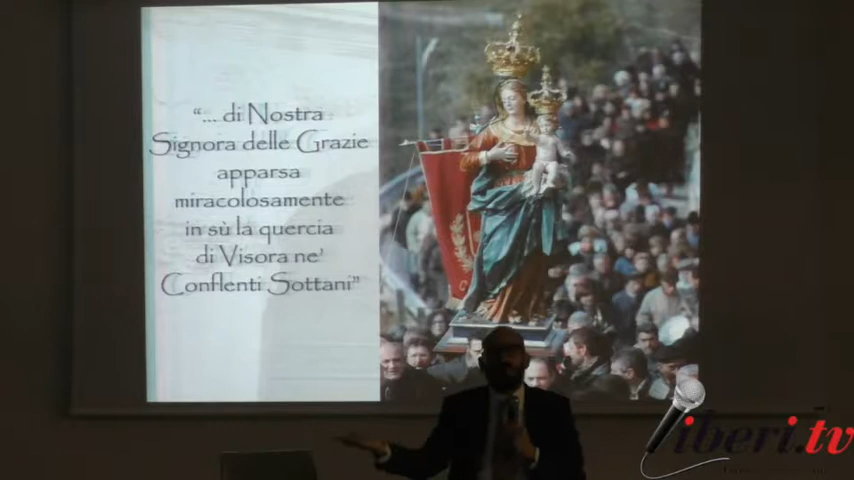 “... di Nostra
Signora delle Grazie
apparsa
miracolosamente
in sù la quercia
di Visora ne’
Conflenti Sottani”
liberi.tv